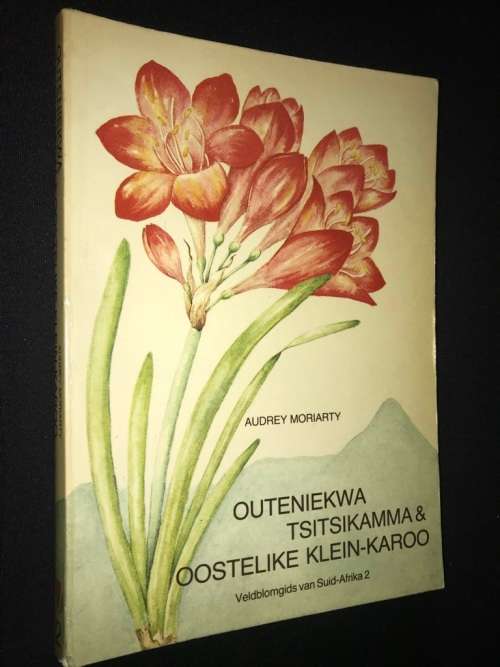 AUDREY MORIARTY
OUTENIEKWA
TSITSIKAMMA &
OOSTELIKE KLEIN-KAROO
Veldblomgids van Suid-Afrika 2